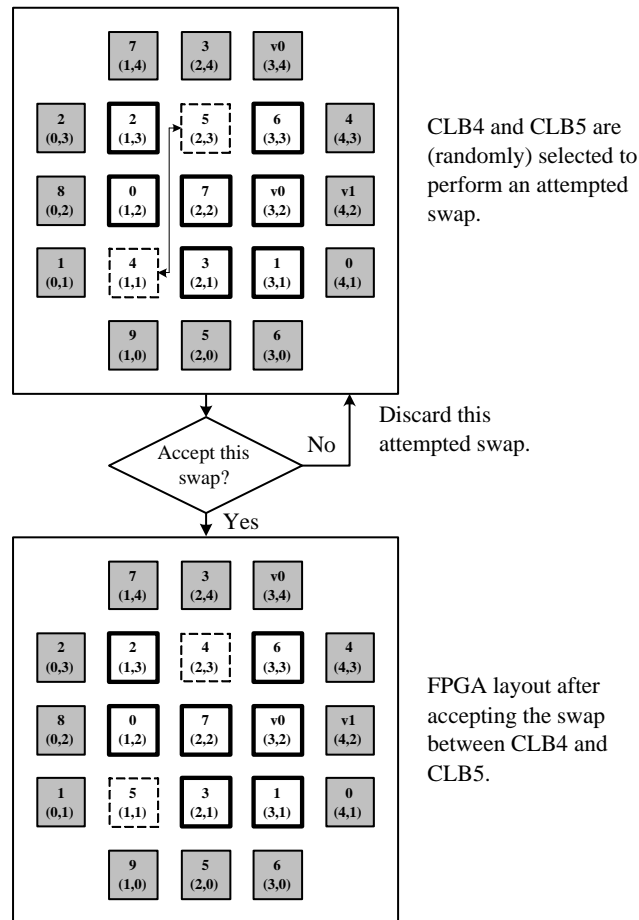 7 3 v0
(1,4) (2,4) (3,4)
2 2 5 6 4
(0,3) (1,3) (2,3) (3,3) (4,3)
8 0 7 v0 v1
(0,2) (1,2) (2,2) (3,2) (4,2)
1 4 3 1 0
(0,1) (1,1) (2,1) (3,1) (4,1)
9 5 6
(1,0) (2,0) (3,0)
CLB4 and CLB5 are
(randomly) selected to
perform an attempted
swap.
Accept this
swap?
No
Discard this
attempted swap.
Yes
7 3 v0
(1,4) (2,4) (3,4)
2 2 4 6 4
(0,3) (1,3) (2,3) (3,3) (4,3)
8 0 7 v0 v1
(0,2) (1,2) (2,2) (3,2) (4,2)
1 5 3 1 0
(0,1) (1,1) (2,1) (3,1) (4,1)
9 5 6
(1,0) (2,0) (3,0)
FPGA layout after
accepting the swap
between CLB4 and
CLB5.